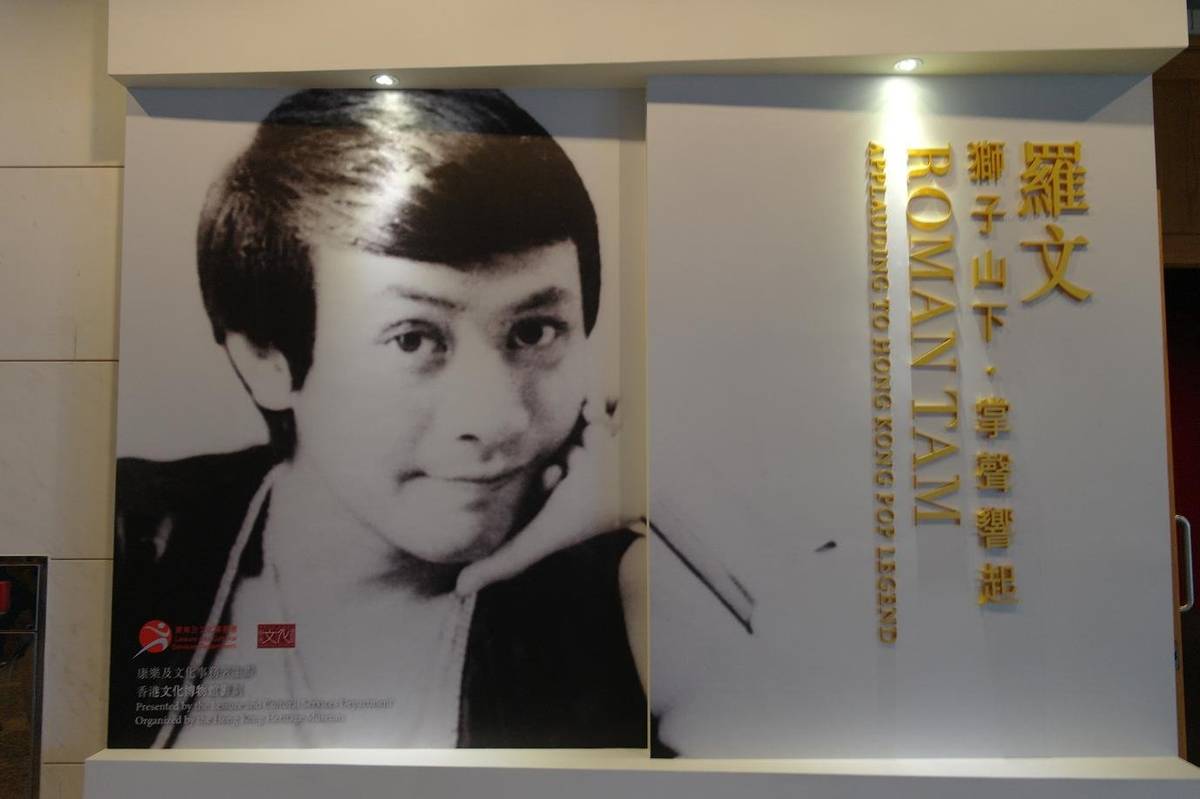 羅文
獅子山下·掌聲響起
ROMAN TAM
APPLAUDING TO HONG KONG POP LEGEND
文化
康樂及文化事務署主辦
香港文化博物館籌劃
Presented by the Leisure and Cultural Services Department
Organized by the Hong Kong Heritage Museum